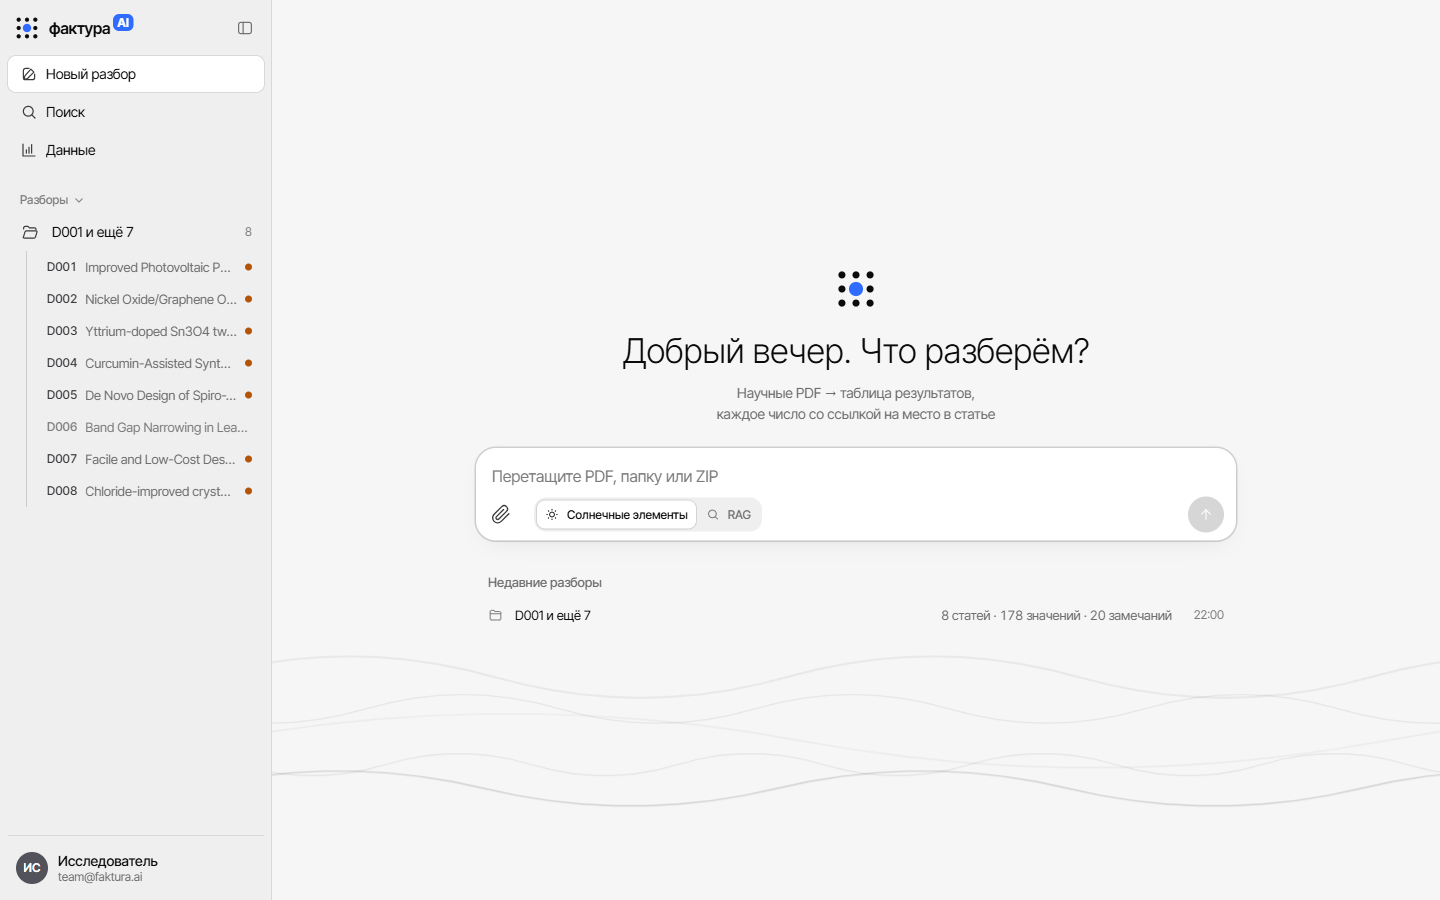 фактура AI
Новый разбор
Поиск
Данные
Разборы
D001 и ещё 7 8
D001 Improved Photovoltaic P...
D002 Nickel Oxide/Graphene O...
D003 Yttrium-doped Sn3O4 tw...
D004 Curcumin-Assisted Synt...
D005 De Novo Design of Spiro-...
D006 Band Gap Narrowing in Lea...
D007 Facile and Low-Cost Des...
D008 Chloride-improved cryst...
ИС
Исследователь
team@faktura.ai
Добрый вечер. Что разберём?
Научные PDF → таблица результатов,
каждое число со ссылкой на место в статье
Перетащите PDF, папку или ZIP
Солнечные элементы RAG
Недавние разборы
D001 и ещё 7 8 статей · 178 значений · 20 замечаний 22:00